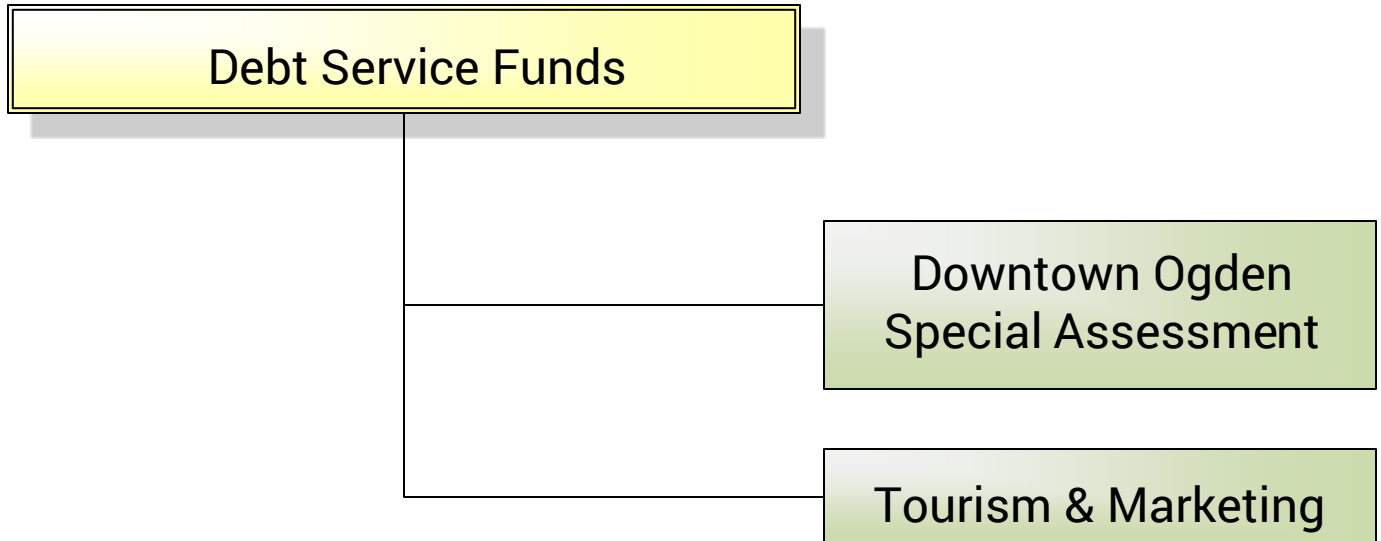 Debt Service Funds
Downtown Ogden
Special Assessment
Tourism & Marketing